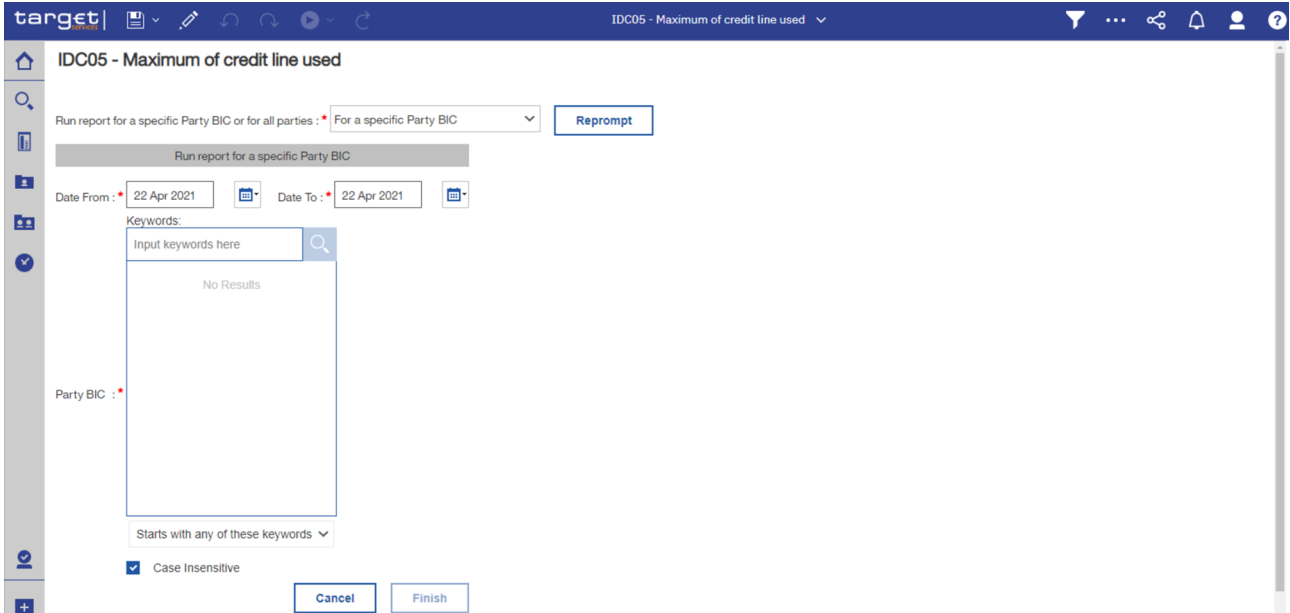 target|
SERVICES
IDC05 - Maximum of credit line used
IDC05 - Maximum of credit line used
Run report for a specific Party BIC or for all parties : * For a specific Party BIC
Reprompt
Run report for a specific Party BIC
Date From : * 22 Apr 2021 Date To : * 22 Apr 2021
Keywords:
Input keywords here
No Results
Party BIC : *
Starts with any of these keywords
Case Insensitive
Cancel
Finish